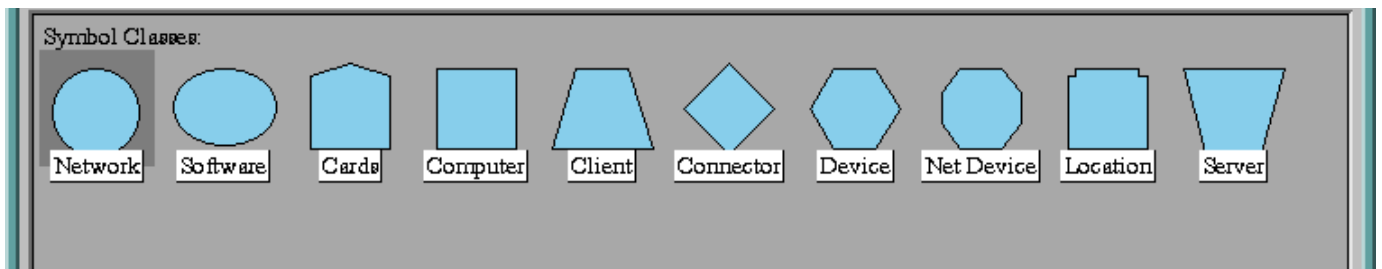 Symbol Classes:
Network Software Cards Computer Client Connector Device Net Device Location Server